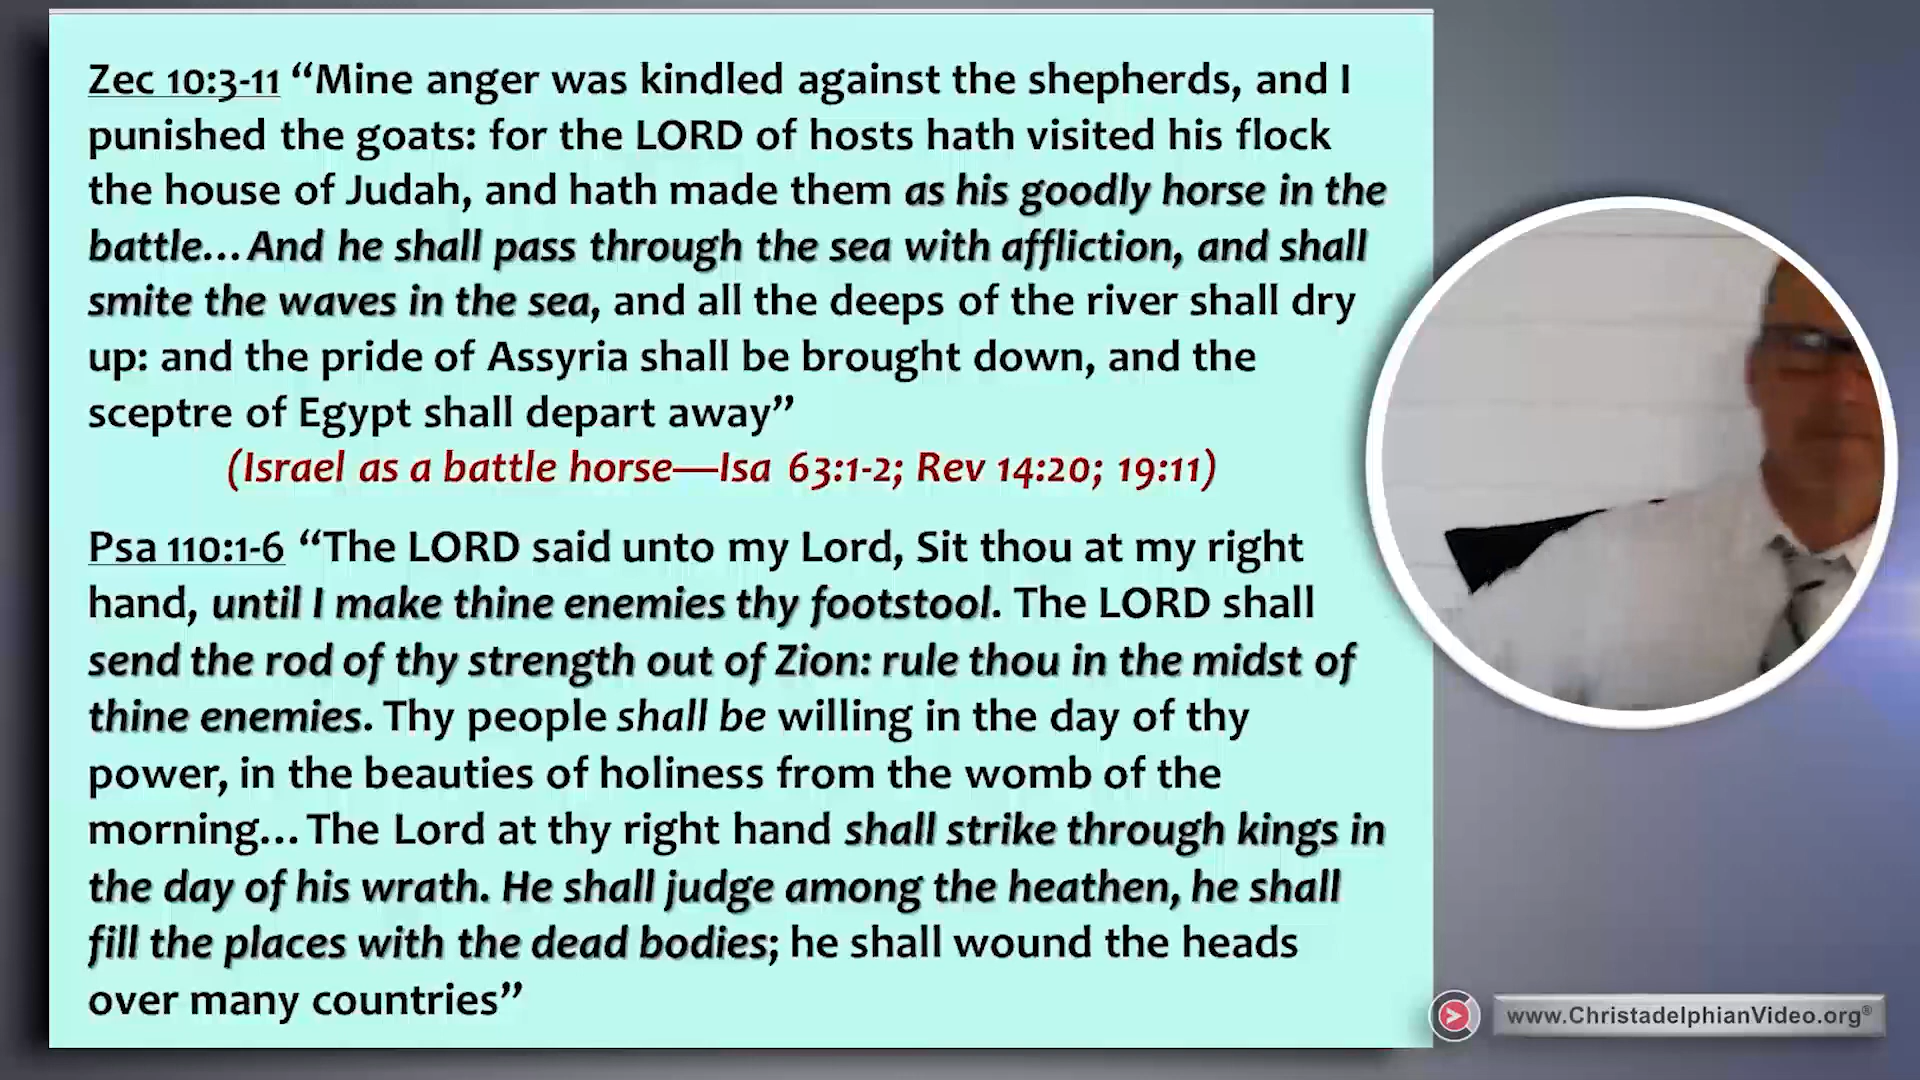 Zec 10:3-11 “Mine anger was kindled against the shepherds, and I
punished the goats: for the LORD of hosts hath visited his flock
the house of Judah, and hath made them as his goodly horse in the
battle…And he shall pass through the sea with affliction, and shall
smite the waves in the sea, and all the deeps of the river shall dry
up: and the pride of Assyria shall be brought down, and the
sceptre of Egypt shall depart away”
(Israel as a battle horse—Isa 63:1-2; Rev 14:20; 19:11)
Psa 110:1-6 “The LORD said unto my Lord, Sit thou at my right
hand, until I make thine enemies thy footstool. The LORD shall
send the rod of thy strength out of Zion: rule thou in the midst of
thine enemies. Thy people shall be willing in the day of thy
power, in the beauties of holiness from the womb of the
morning…The Lord at thy right hand shall strike through kings in
the day of his wrath. He shall judge among the heathen, he shall
fill the places with the dead bodies; he shall wound the heads
over many countries”
www.ChristadelphianVideo.org®